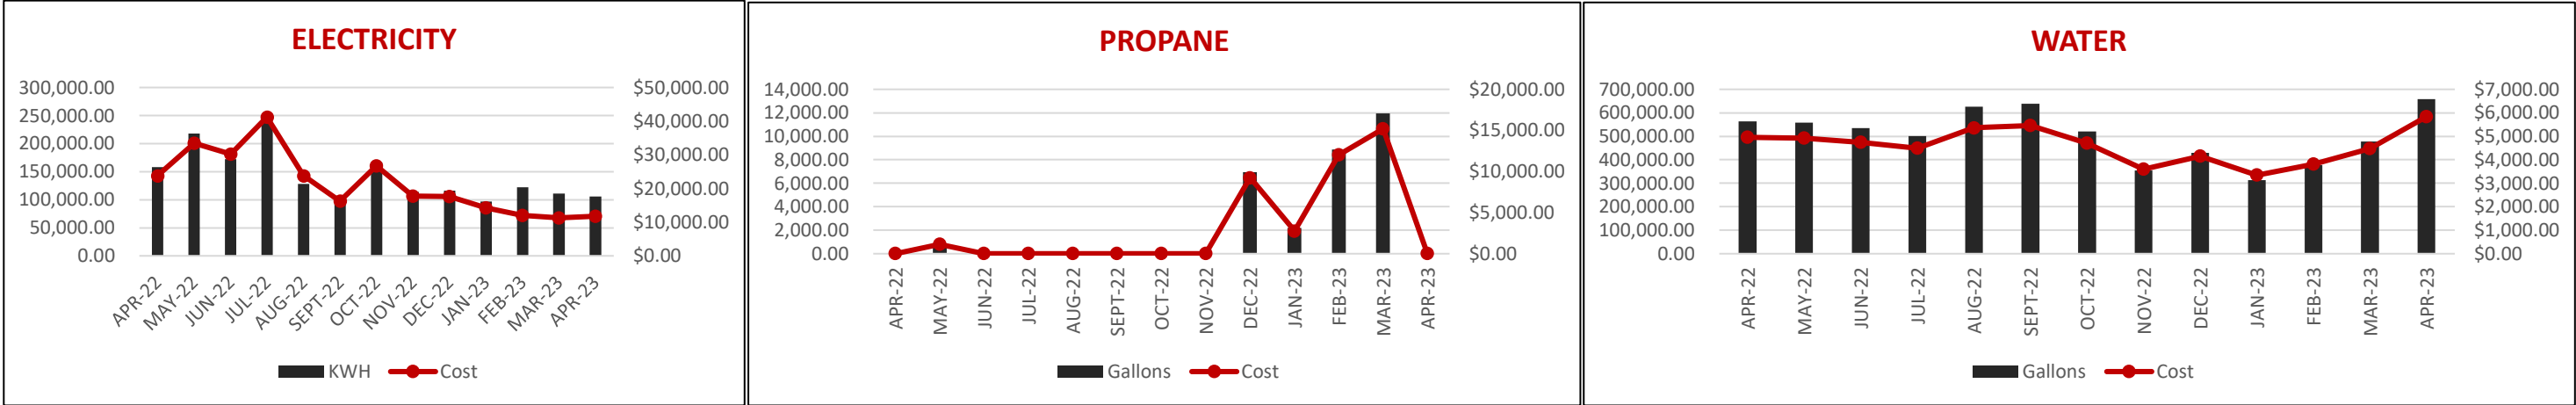 ELECTRICITY
300,000.00
250,000.00
200,000.00
150,000.00
100,000.00
50,000.00
0.00
$50,000.00
$40,000.00
$30,000.00
$20,000.00
$10,000.00
$0.00
APR-22
MAY-22
JUN-22
JUL-22
AUG-22
SEPT-22
OCT-22
NOV-22
DEC-22
JAN-23
FEB-23
MAR-23
APR-23
KWH
Cost
PROPANE
14,000.00
12,000.00
10,000.00
8,000.00
6,000.00
4,000.00
2,000.00
0.00
$20,000.00
$15,000.00
$10,000.00
$5,000.00
$0.00
APR-22
MAY-22
JUN-22
JUL-22
AUG-22
SEPT-22
OCT-22
NOV-22
DEC-22
JAN-23
FEB-23
MAR-23
APR-23
Gallons
Cost
WATER
700,000.00
600,000.00
500,000.00
400,000.00
300,000.00
200,000.00
100,000.00
0.00
$7,000.00
$6,000.00
$5,000.00
$4,000.00
$3,000.00
$2,000.00
$1,000.00
$0.00
APR-22
MAY-22
JUN-22
JUL-22
AUG-22
SEPT-22
OCT-22
NOV-22
DEC-22
JAN-23
FEB-23
MAR-23
APR-23
Gallons
Cost